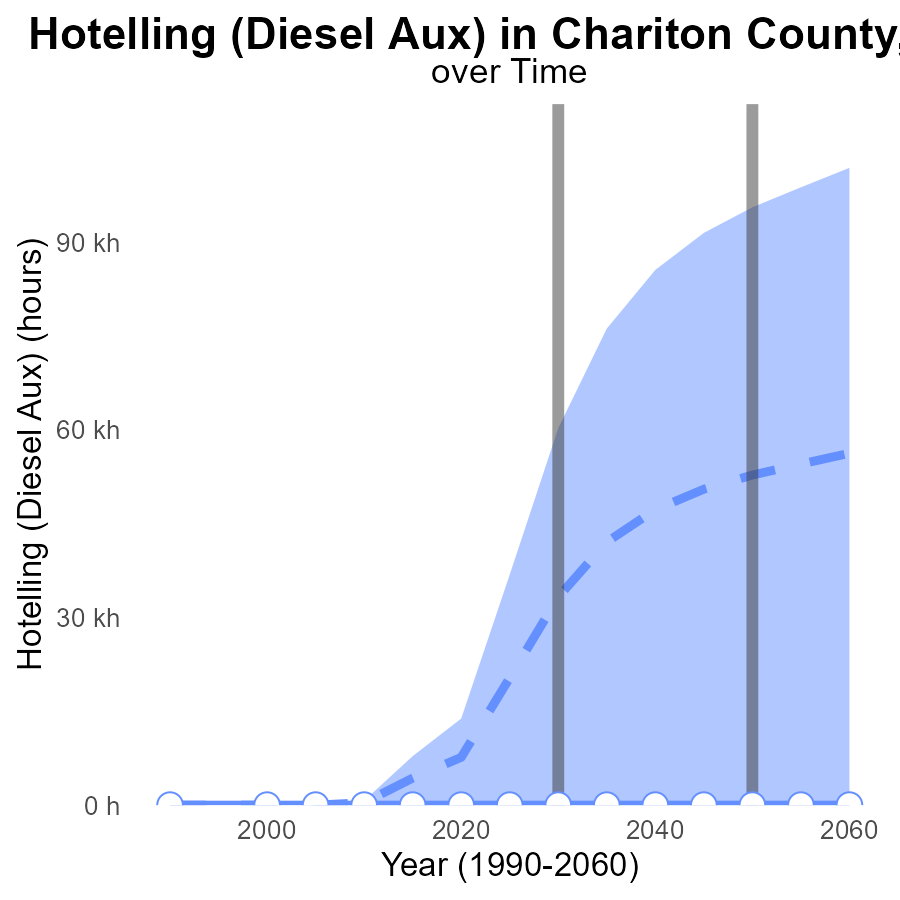 Hotelling (Diesel Aux) in Chariton County,
over Time
Hotelling (Diesel Aux) (hours)
90 kh
60 kh
30 kh
0 h
2000
2020
2040
2060
Year (1990-2060)